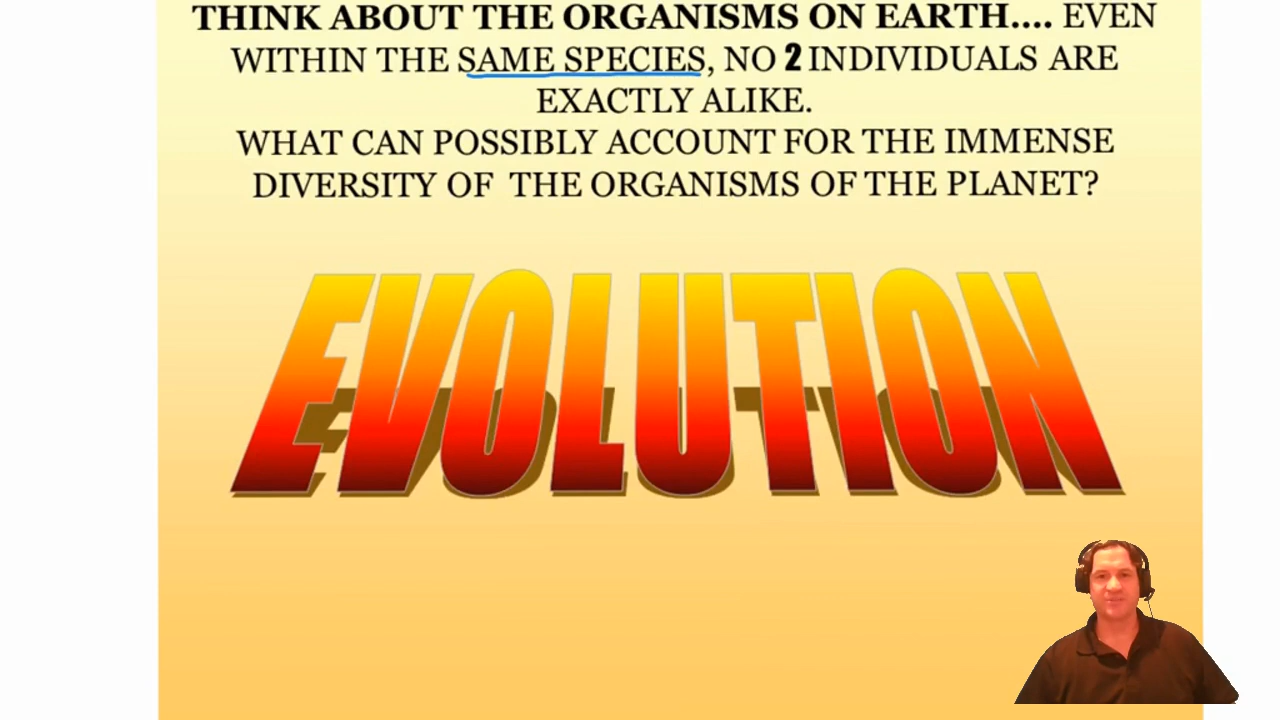 THINK ABOUT THE ORGANISMS ON EARTH.... EVEN
WITHIN THE SAME SPECIES, NO 2 INDIVIDUALS ARE
EXACTLY ALIKE.
WHAT CAN POSSIBLY ACCOUNT FOR THE IMMENSE
DIVERSITY OF THE ORGANISMS OF THE PLANET?
EVOLUTION